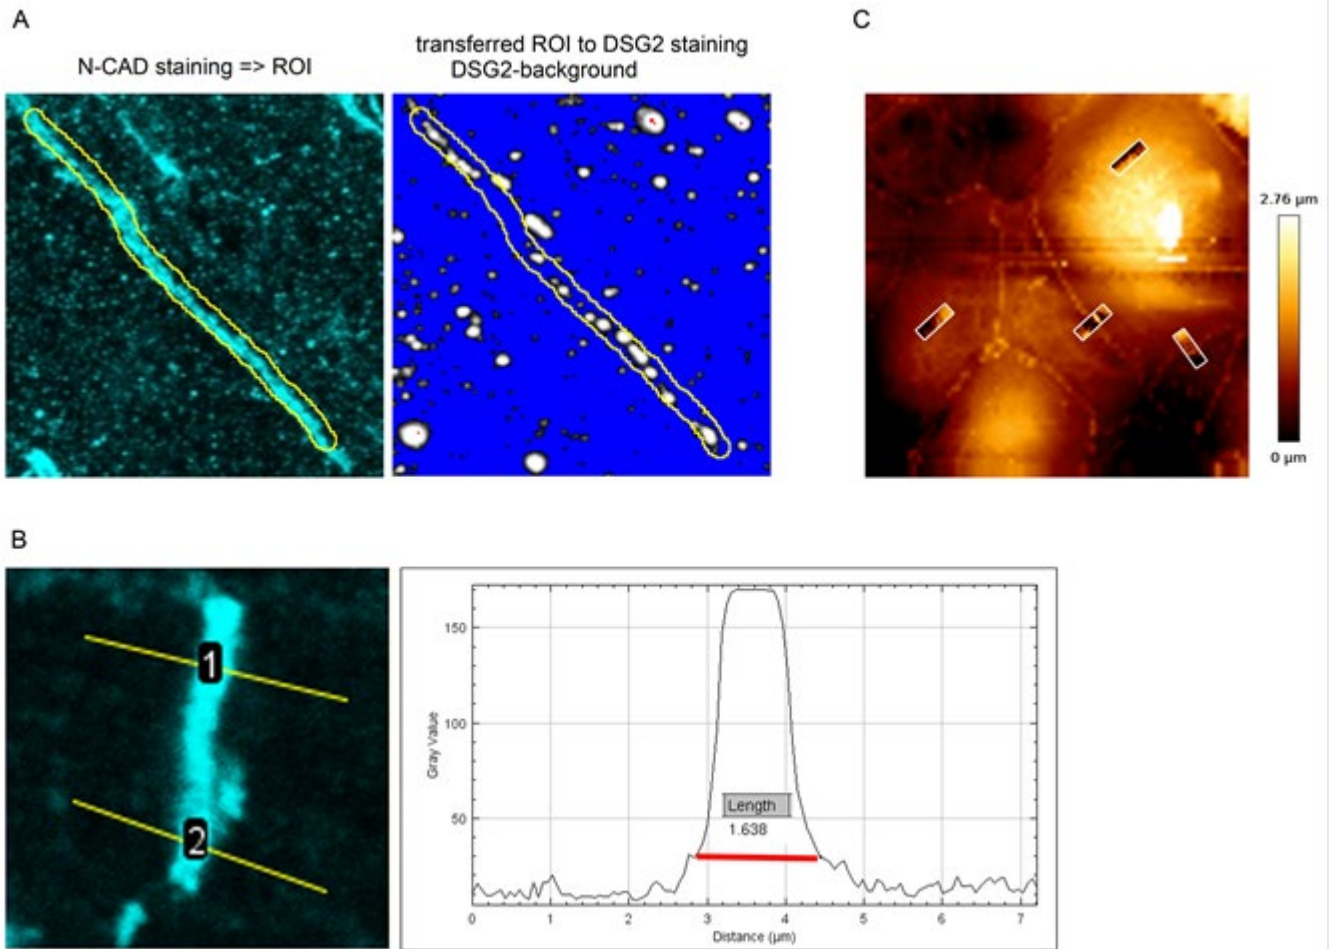 A
C
transferred ROI to DSG2 staining
N-CAD staining => ROI
DSG2-background
2.76 µm
0 µm
B
1
2
150
100
50
Gray Value
Length
1.638
0 1 2 3 4 5 6 7
Distance (µm)